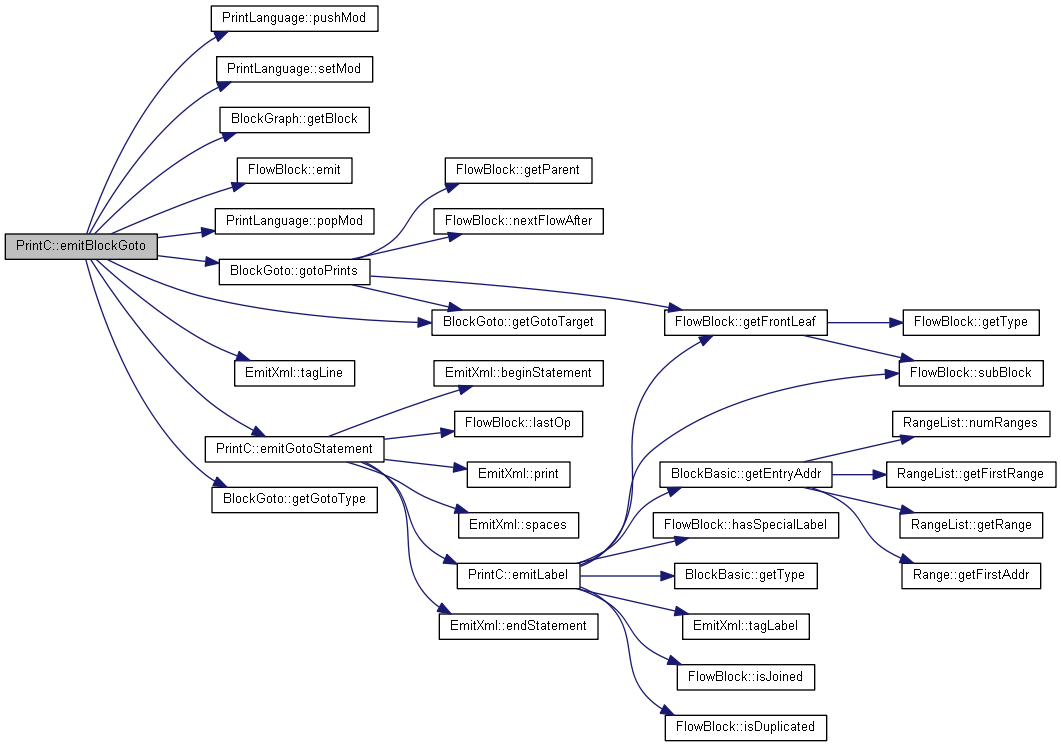 PrintLanguage::pushMod
PrintLanguage::setMod
BlockGraph::getBlock
FlowBlock::emit
FlowBlock::getParent
PrintLanguage::popMod
FlowBlock::nextFlowAfter
PrintC::emitBlockGoto
BlockGoto::gotoPrints
BlockGoto::getGotoTarget
FlowBlock::getFrontLeaf
FlowBlock::getType
EmitXml::tagLine
EmitXml::beginStatement
FlowBlock::subBlock
FlowBlock::lastOp
RangeList::numRanges
PrintC::emitGotoStatement
EmitXml::print
BlockBasic::getEntryAddr
RangeList::getFirstRange
BlockGoto::getGotoType
EmitXml::spaces
FlowBlock::hasSpecialLabel
RangeList::getRange
PrintC::emitLabel
BlockBasic::getType
Range::getFirstAddr
EmitXml::endStatement
EmitXml::tagLabel
FlowBlock::isJoined
FlowBlock::isDuplicated